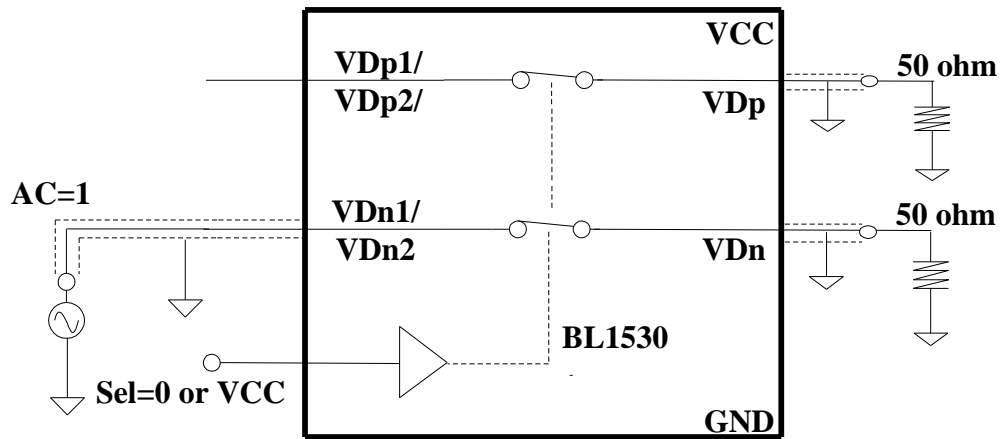 VCC
VDp1/
VDp2/
VDp
50 ohm
AC=1
VDn1/
VDn2
VDn
50 ohm
BL1530
Sel=0 or VCC
GND